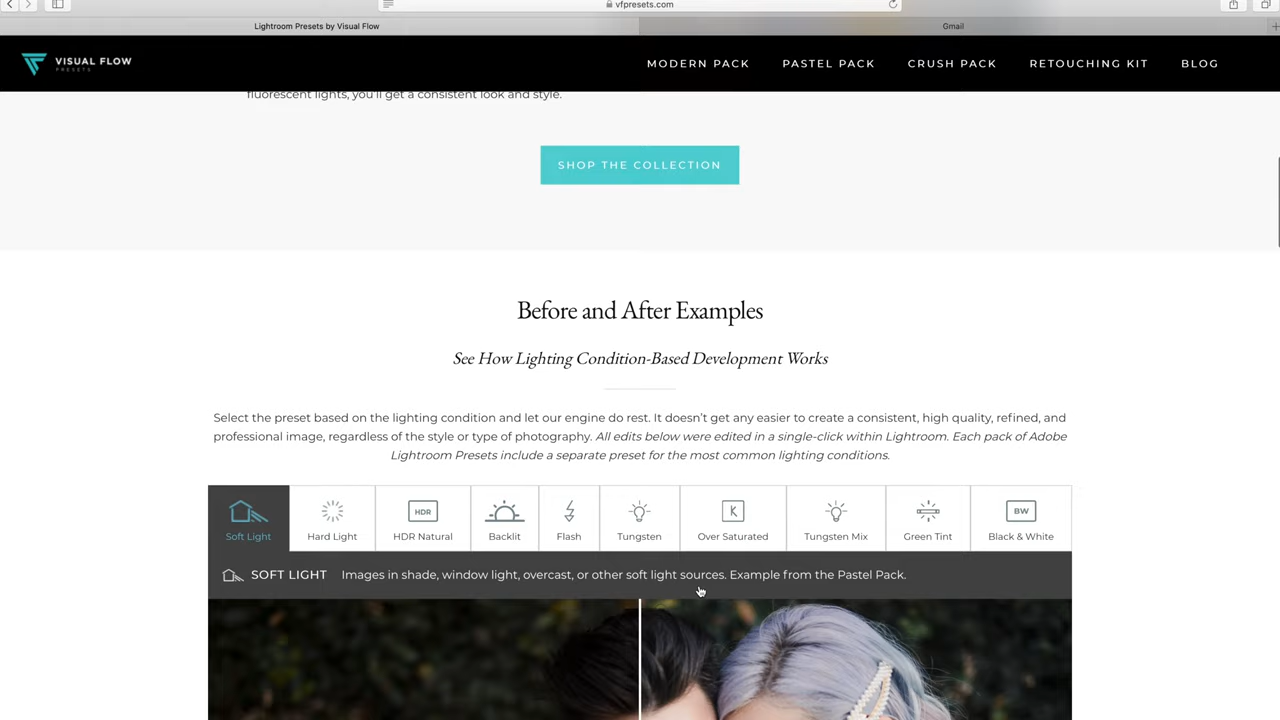 vfpresets.com
Lightroom Presets by Visual Flow
Gmail
VISUAL FLOW
PRESETS
MODERN PACK
PASTEL PACK
CRUSH PACK
RETOUCHING KIT
BLOG
fluorescent lights, you'll get a consistent look and style.
SHOP THE COLLECTION
Before and After Examples
See How Lighting Condition-Based Development Works
Select the preset based on the lighting condition and let our engine do rest. It doesn't get any easier to create a consistent, high quality, refined, and
professional image, regardless of the style or type of photography. All edits below were edited in a single-click within Lightroom. Each pack of Adobe
Lightroom Presets include a separate preset for the most common lighting conditions.
HDR
K
BW
Soft Light
Hard Light
HDR Natural
Backlit
Flash
Tungsten
Over Saturated
Tungsten Mix
Green Tint
Black & White
SOFT LIGHT Images in shade, window light, overcast, or other soft light sources. Example from the Pastel Pack.